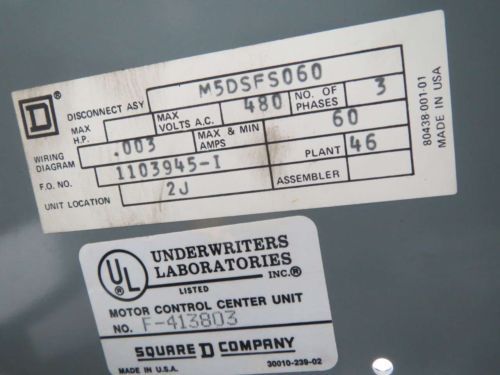 D ®
DISCONNECT ASY M5DSFS060
MAX H.P. MAX VOLTS A.C. 480 NO. OF PHASES 3
WIRING DIAGRAM .003 MAX & MIN AMPS 60
F.O. NO. 1103945-I PLANT 46
UNIT LOCATION 2J ASSEMBLER
80438-001-01
MADE IN USA
UL ®
UNDERWRITERS
LABORATORIES
INC.®
LISTED
MOTOR CONTROL CENTER UNIT
NO. F-413803
SQUARE D COMPANY
MADE IN U.S.A. 30010-239-02